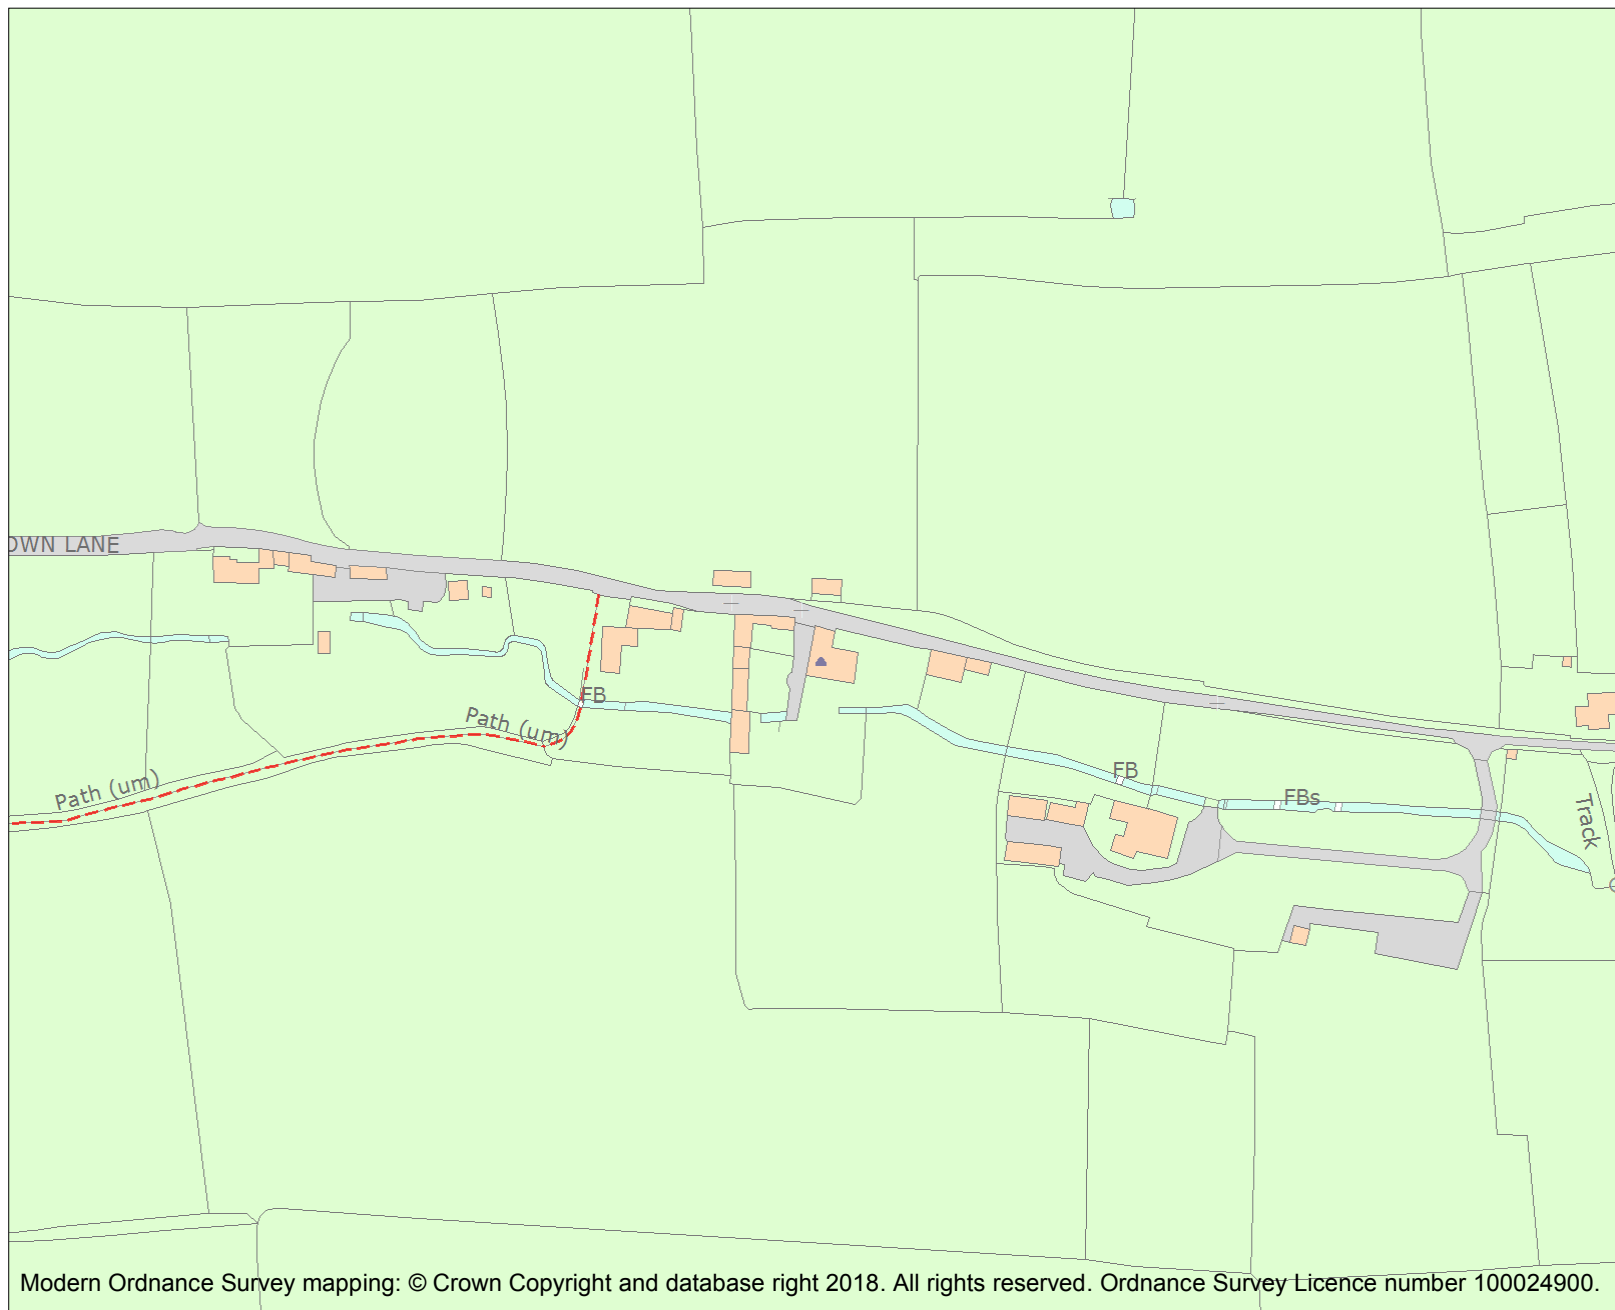 OWN LANE
FB
Path (um)
Path (um)
FB
FBs
Track
Modern Ordnance Survey mapping: © Crown Copyright and database right 2018. All rights reserved. Ordnance Survey Licence number 100024900.